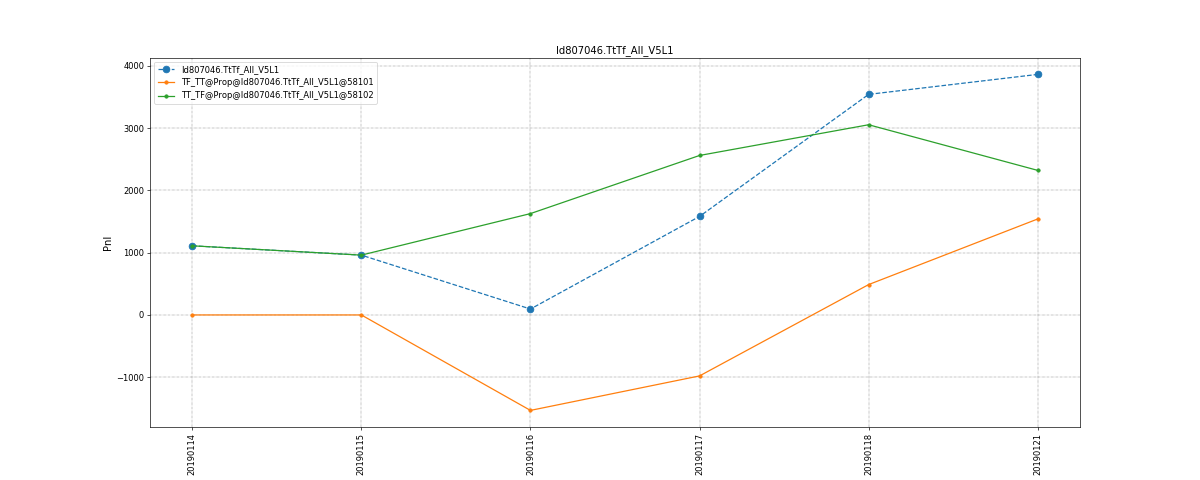 Id807046.TtTf_All_V5L1
Id807046.TtTf_All_V5L1
TF_TT@Prop@Id807046.TtTf_All_V5L1@58101
TT_TF@Prop@Id807046.TtTf_All_V5L1@58102
Pnl
4000
3000
2000
1000
0
−1000
20190114
20190115
20190116
20190117
20190118
20190121